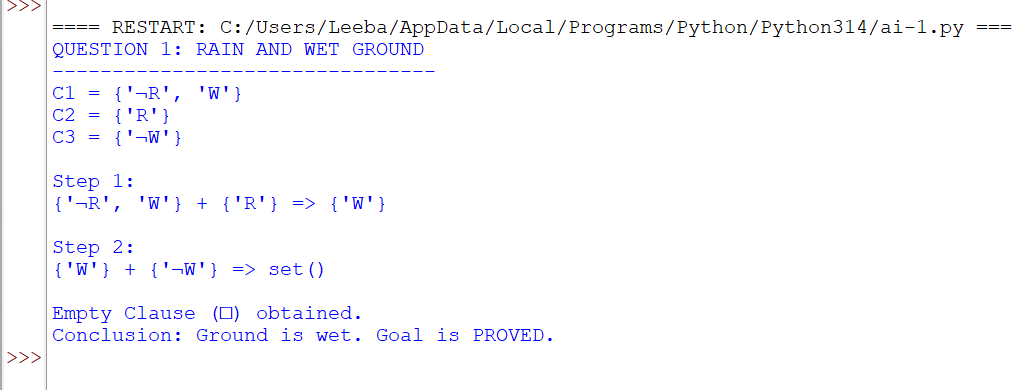 >>>
==== RESTART: C:/Users/Leeba/AppData/Local/Programs/Python/Python314/ai-1.py ===
QUESTION 1: RAIN AND WET GROUND
--------------------------------
C1 = {'¬R', 'W'}
C2 = {'R'}
C3 = {'¬W'}
Step 1:
{'¬R', 'W'} + {'R'} => {'W'}
Step 2:
{'W'} + {'¬W'} => set()
Empty Clause (□) obtained.
Conclusion: Ground is wet. Goal is PROVED.
>>>